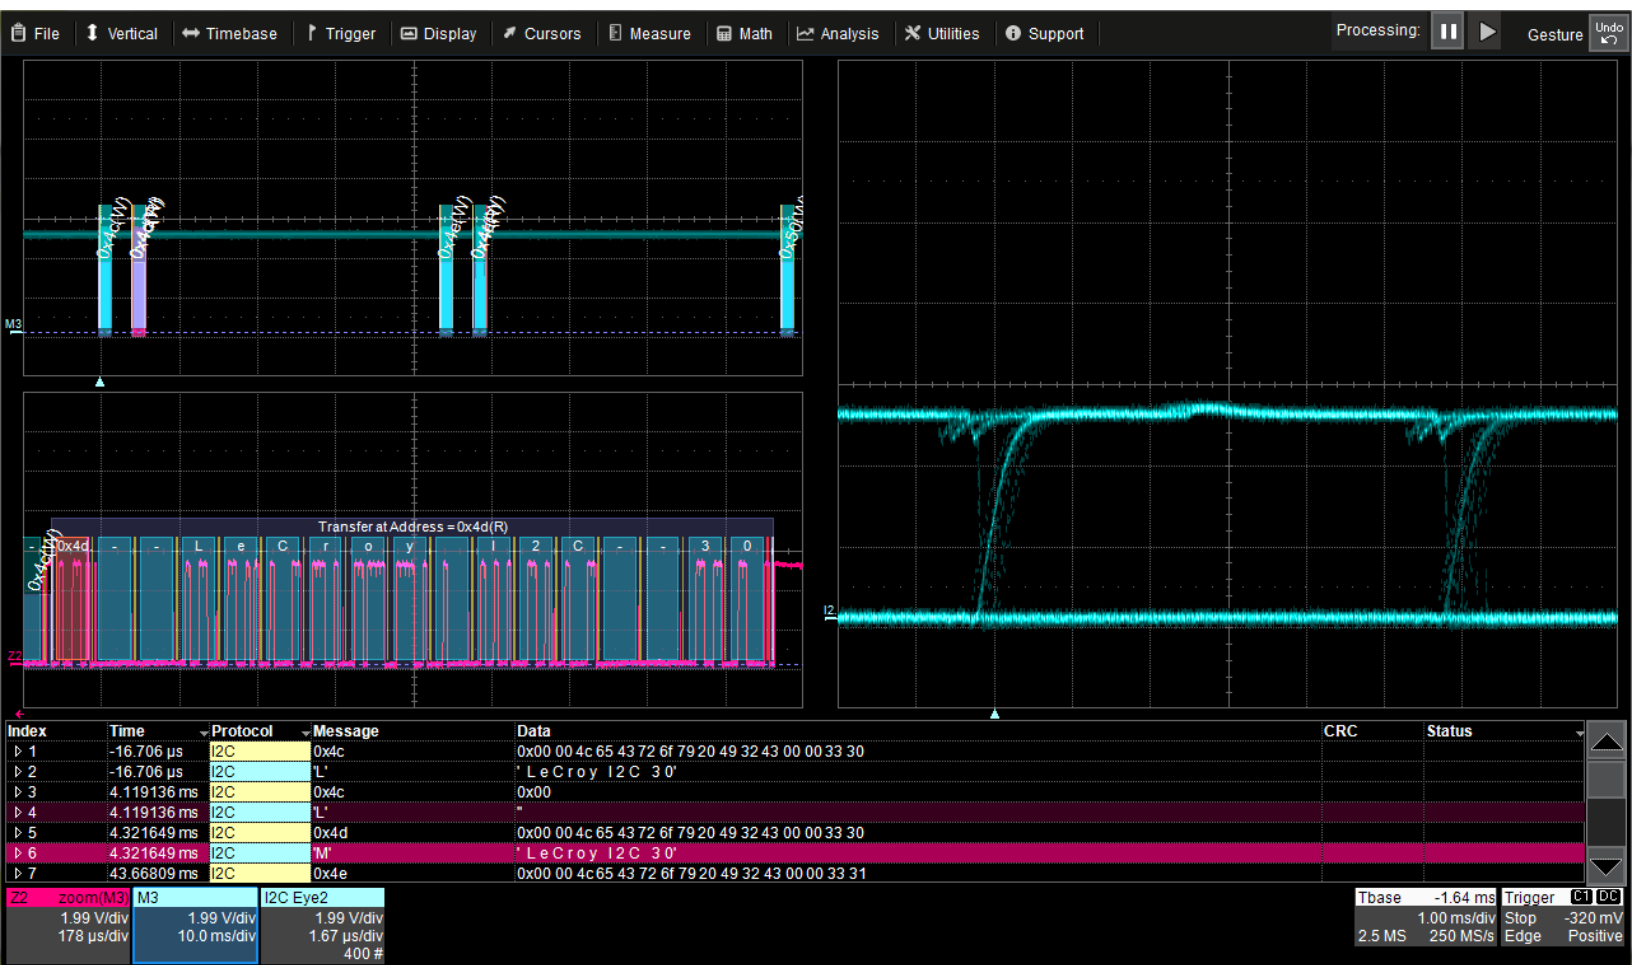 File Vertical Timebase Trigger Display Cursors Measure Math Analysis Utilities Support Processing: Gesture Undo
0x4c(W) 0x4e(W) 0x50(W
M3
Transfer at Address = 0x4d(R)
- 0x4d - - L e C r o y I 2 C - - 3 0
0x4c(W)
Z2
I2
Index Time Protocol Message Data CRC Status
1 -16.706 µs I2C 0x4c 0x00 00 4c 65 43 72 6f 79 20 49 32 43 00 00 33 30
2 -16.706 µs I2C 'L' ' L e C r o y I 2 C 3 0'
3 4.119136 ms I2C 0x4c 0x00
4 4.119136 ms I2C 'L' "
5 4.321649 ms I2C 0x4d 0x00 00 4c 65 43 72 6f 79 20 49 32 43 00 00 33 30
6 4.321649 ms I2C 'M' ' L e C r o y I 2 C 3 0'
7 43.66809 ms I2C 0x4e 0x00 00 4c 65 43 72 6f 79 20 49 32 43 00 00 33 31
Z2 zoom(M3) M3 I2C Eye2 Tbase -1.64 ms Trigger C1 DC
1.99 V/div 1.99 V/div 1.99 V/div 1.00 ms/div Stop -320 mV
178 µs/div 10.0 ms/div 1.67 µs/div 2.5 MS 250 MS/s Edge Positive
400 #